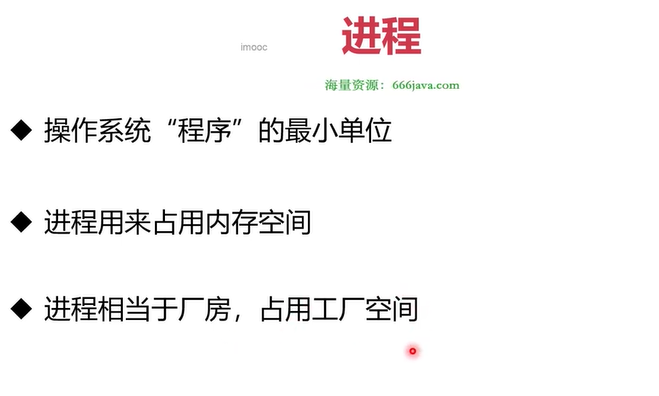 进程
imooc
海量资源：666java.com
◆ 操作系统“程序”的最小单位
◆ 进程用来占用内存空间
◆ 进程相当于厂房，占用工厂空间